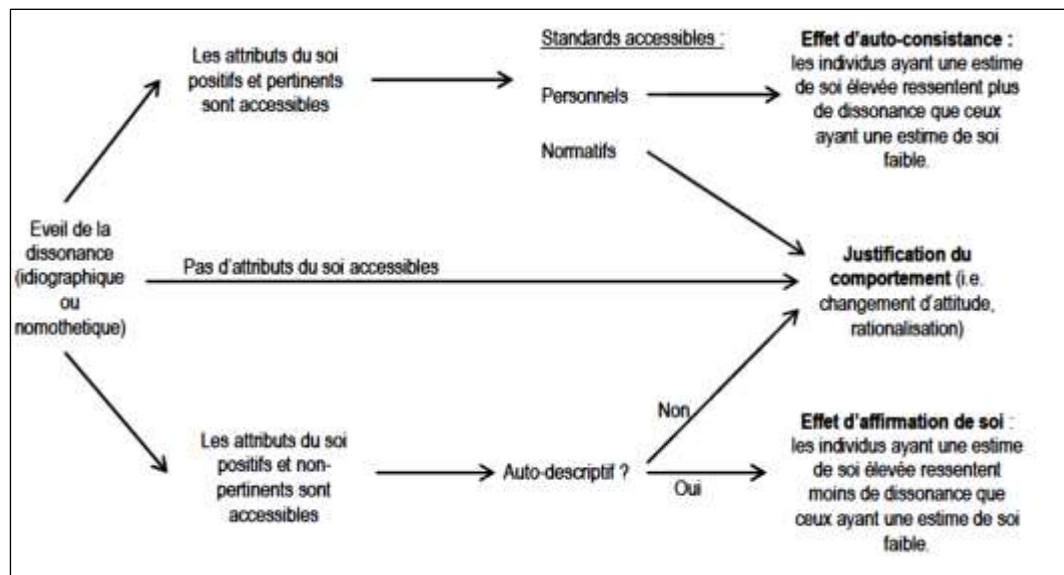 Les attributs du soi
positifs et pertinents
sont accessibles
Standards accessibles :
Personnels
Normatifs
Effet d'auto-consistance :
les individus ayant une estime
de soi élevée ressentent plus
de dissonance que ceux
ayant une estime de soi
faible.
Eveil de la
dissonance
(idiographique
ou
nomothetique)
Pas d'attributs du soi accessibles
Justification du
comportement (i.e.
changement d'attitude,
rationalisation)
Les attributs du soi
positifs et non-
pertinents sont
accessibles
Auto-descriptif ?
Non
Oui
Effet d'affirmation de soi :
les individus ayant une estime
de soi élevée ressentent
moins de dissonance que
ceux ayant une estime de soi
faible.